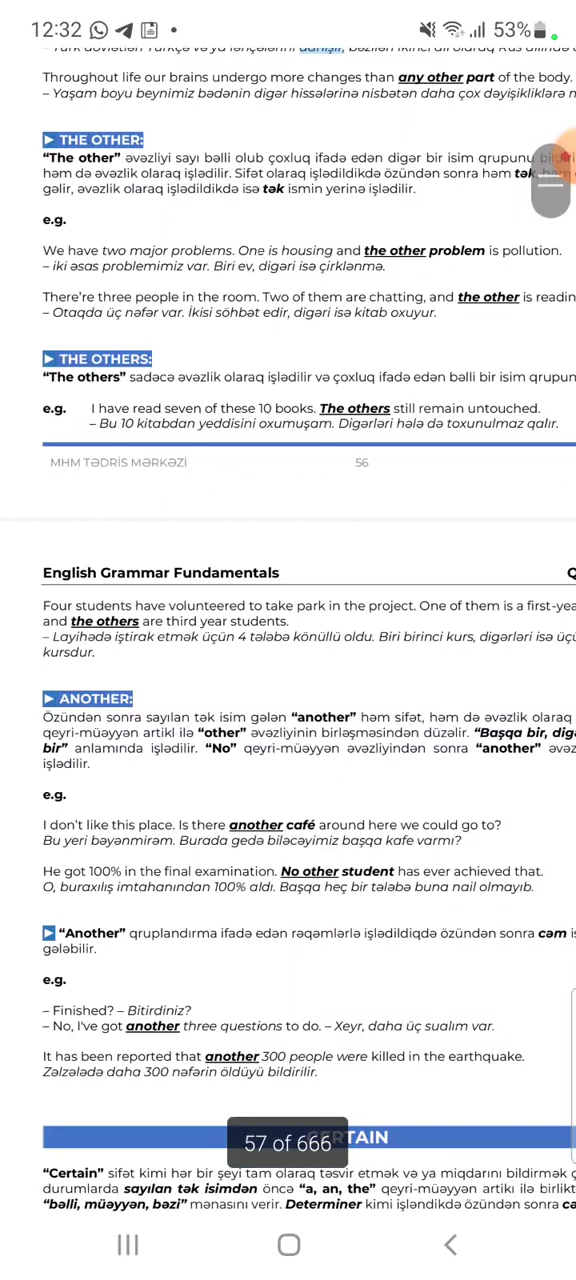 12:32 53%
danışır,
Throughout life our brains undergo more changes than any other part of the body.
– Yaşam boyu beynimiz bədənin digər hissələrinə nisbətən daha çox dəyişikliklərə
▶ THE OTHER:
“The other” əvəzliyi sayı bəlli olub çoxluq ifadə edən digər bir isim qrupunu
həm də əvəzlik olaraq işlədilir. Sifət olaraq işlədildikdə özündən sonra həm tək, həm
gəlir, əvəzlik olaraq işlədildikdə isə tək ismin yerinə işlədilir.
e.g.
We have two major problems. One is housing and the other problem is pollution.
– iki əsas problemimiz var. Biri ev, digəri isə çirklənmə.
There’re three people in the room. Two of them are chatting, and the other is readin
– Otaqda üç nəfər var. İkisi söhbət edir, digəri isə kitab oxuyur.
▶ THE OTHERS:
“The others” sadəcə əvəzlik olaraq işlədilir və çoxluq ifadə edən bəlli bir isim qrupun
e.g. I have read seven of these 10 books. The others still remain untouched.
– Bu 10 kitabdan yeddisini oxumuşam. Digərləri hələ də toxunulmaz qalır.
MHM TƏDRİS MƏRKƏZİ 56
English Grammar Fundamentals Q
Four students have volunteered to take park in the project. One of them is a first-yea
and the others are third year students.
– Layihədə iştirak etmək üçün 4 tələbə könüllü oldu. Biri birinci kurs, digərləri isə üçü
kursdur.
▶ ANOTHER:
Özündən sonra sayılan tək isim gələn “another” həm sifət, həm də əvəzlik olaraq
qeyri-müəyyən artikl ilə “other” əvəzliyinin birləşməsindən düzəlir. “Başqa bir, digə
bir” anlamında işlədilir. “No” qeyri-müəyyən əvəzliyindən sonra “another” əvəz
işlədilir.
e.g.
I don’t like this place. Is there another café around here we could go to?
Bu yeri bəyənmirəm. Burada gedə biləcəyimiz başqa kafe varmı?
He got 100% in the final examination. No other student has ever achieved that.
O, buraxılış imtahanından 100% aldı. Başqa heç bir tələbə buna nail olmayıb.
▶ “Another” qruplandırma ifadə edən rəqəmlərlə işlədildiqdə özündən sonra cəm is
gələbilir.
e.g.
– Finished? – Bitirdiniz?
– No, I’ve got another three questions to do. – Xeyr, daha üç sualım var.
It has been reported that another 300 people were killed in the earthquake.
Zəlzələdə daha 300 nəfərin öldüyü bildirilir.
CERTAIN
57 of 666
“Certain” sifət kimi hər bir şeyi tam olaraq təsvir etmək və ya miqdarını bildirmək
durumlarda sayılan tək isimdən öncə “a, an, the” qeyri-müəyyən artikı ilə birlikt
“bəlli, müəyyən, bəzi” mənasını verir. Determiner kimi işləndikdə özündən sonra cə